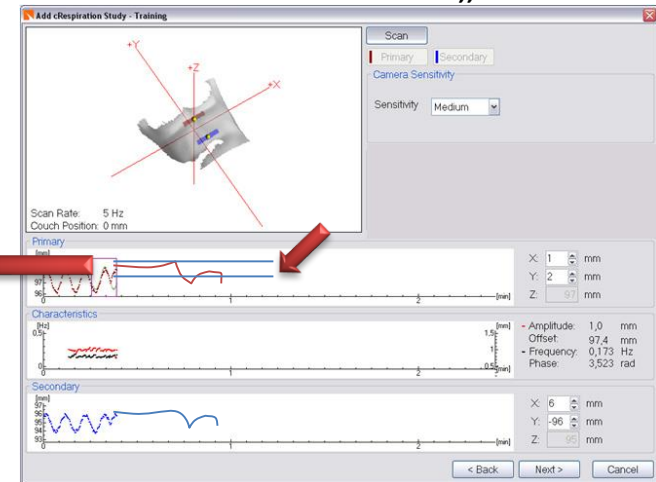 Add cRespiration Study - Training
Scan
Primary Secondary
Camera Sensitivity
Sensitivity Medium
+Y
+Z
+X
Scan Rate: 5 Hz
Couch Position: 0 mm
Primary
[mm]
96
0 1 2 [min]
X: 1 mm
Y: 2 mm
Z: 97 mm
Characteristics
[Hz] [mm]
0.5 1.5
0.5
0 1 2 [min]
- Amplitude: 1,0 mm
Offset: 97,4 mm
- Frequency: 0,173 Hz
Phase: 3,523 rad
Secondary
[mm]
97
96
95
94
93
0 1 2 [min]
X: 6 mm
Y: -96 mm
Z: 95 mm
< Back Next > Cancel